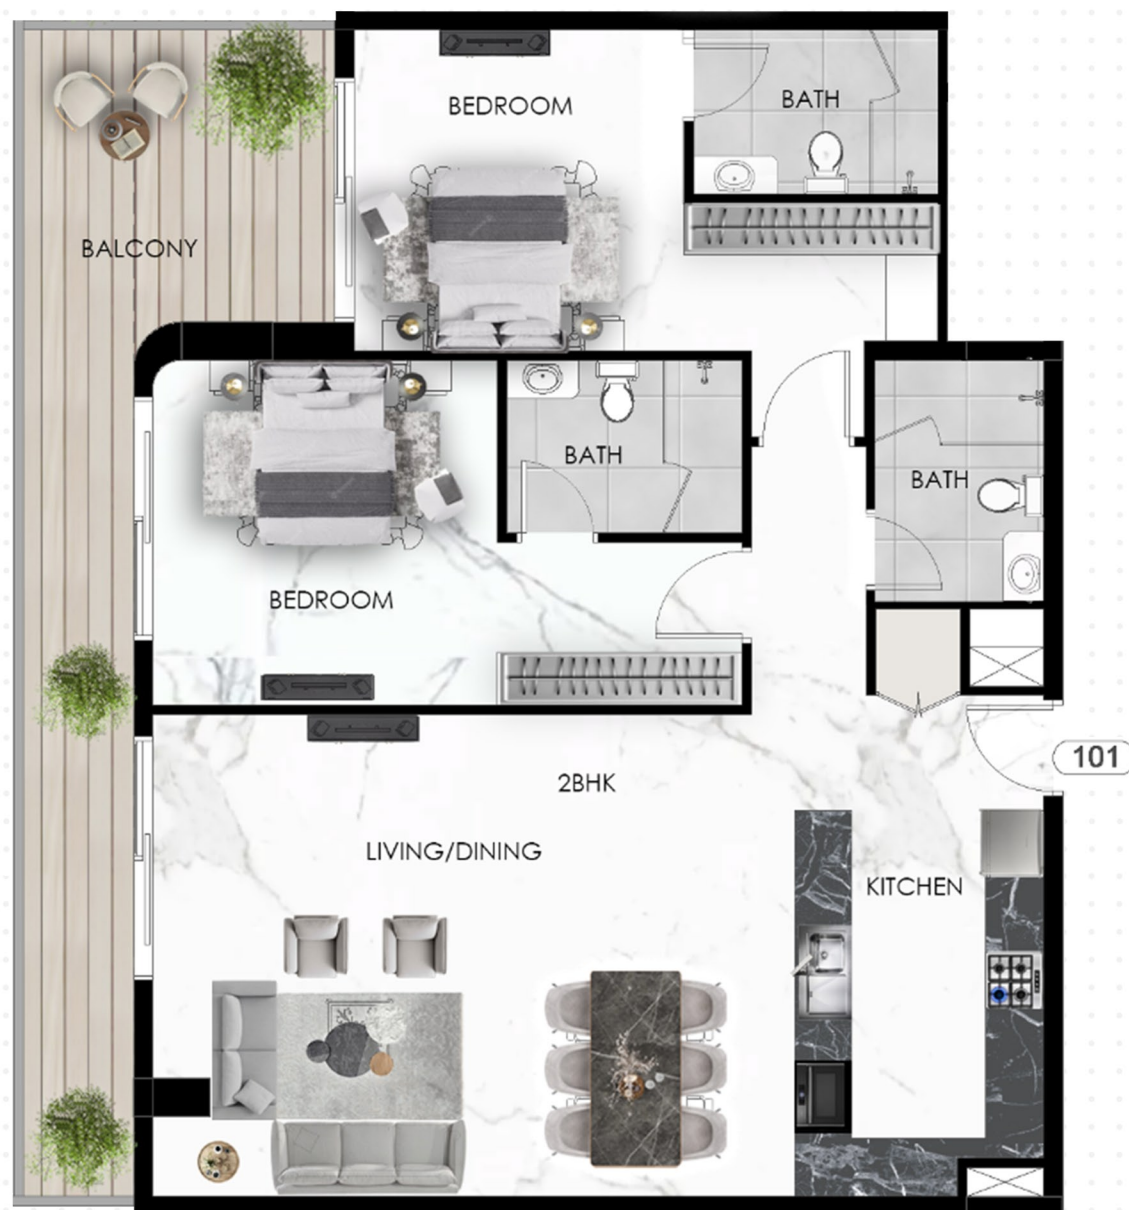 BEDROOM
BATH
BALCONY
BATH
BATH
BEDROOM
101
2BHK
LIVING/DINING
KITCHEN